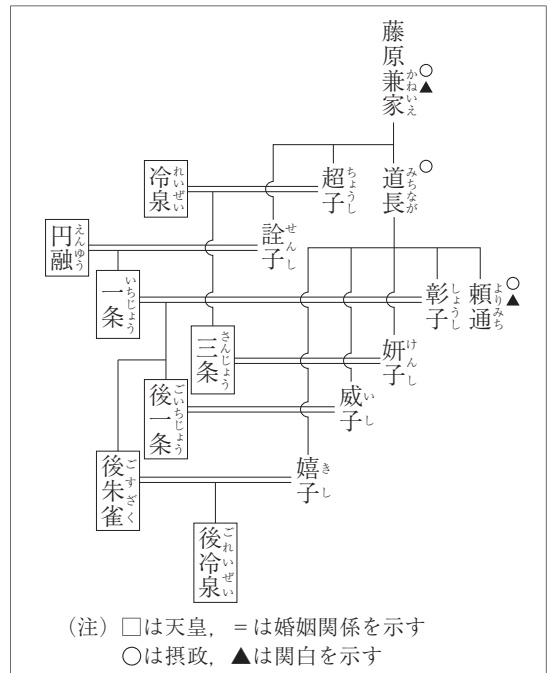 藤原兼家
かねいえ
○▲
道長
みちなが
○
超子
ちょうし
詮子
せんし
冷泉
れいぜい
円融
えんゆう
頼通
よりみち
○▲
彰子
しょうし
一条
いちじょう
妍子
けんし
三条
さんじょう
威子
いし
後一条
ごいちじょう
嬉子
きし
後朱雀
ごすざく
後冷泉
ごれいぜい
(注) □は天皇，＝は婚姻関係を示す
○は摂政，▲は関白を示す